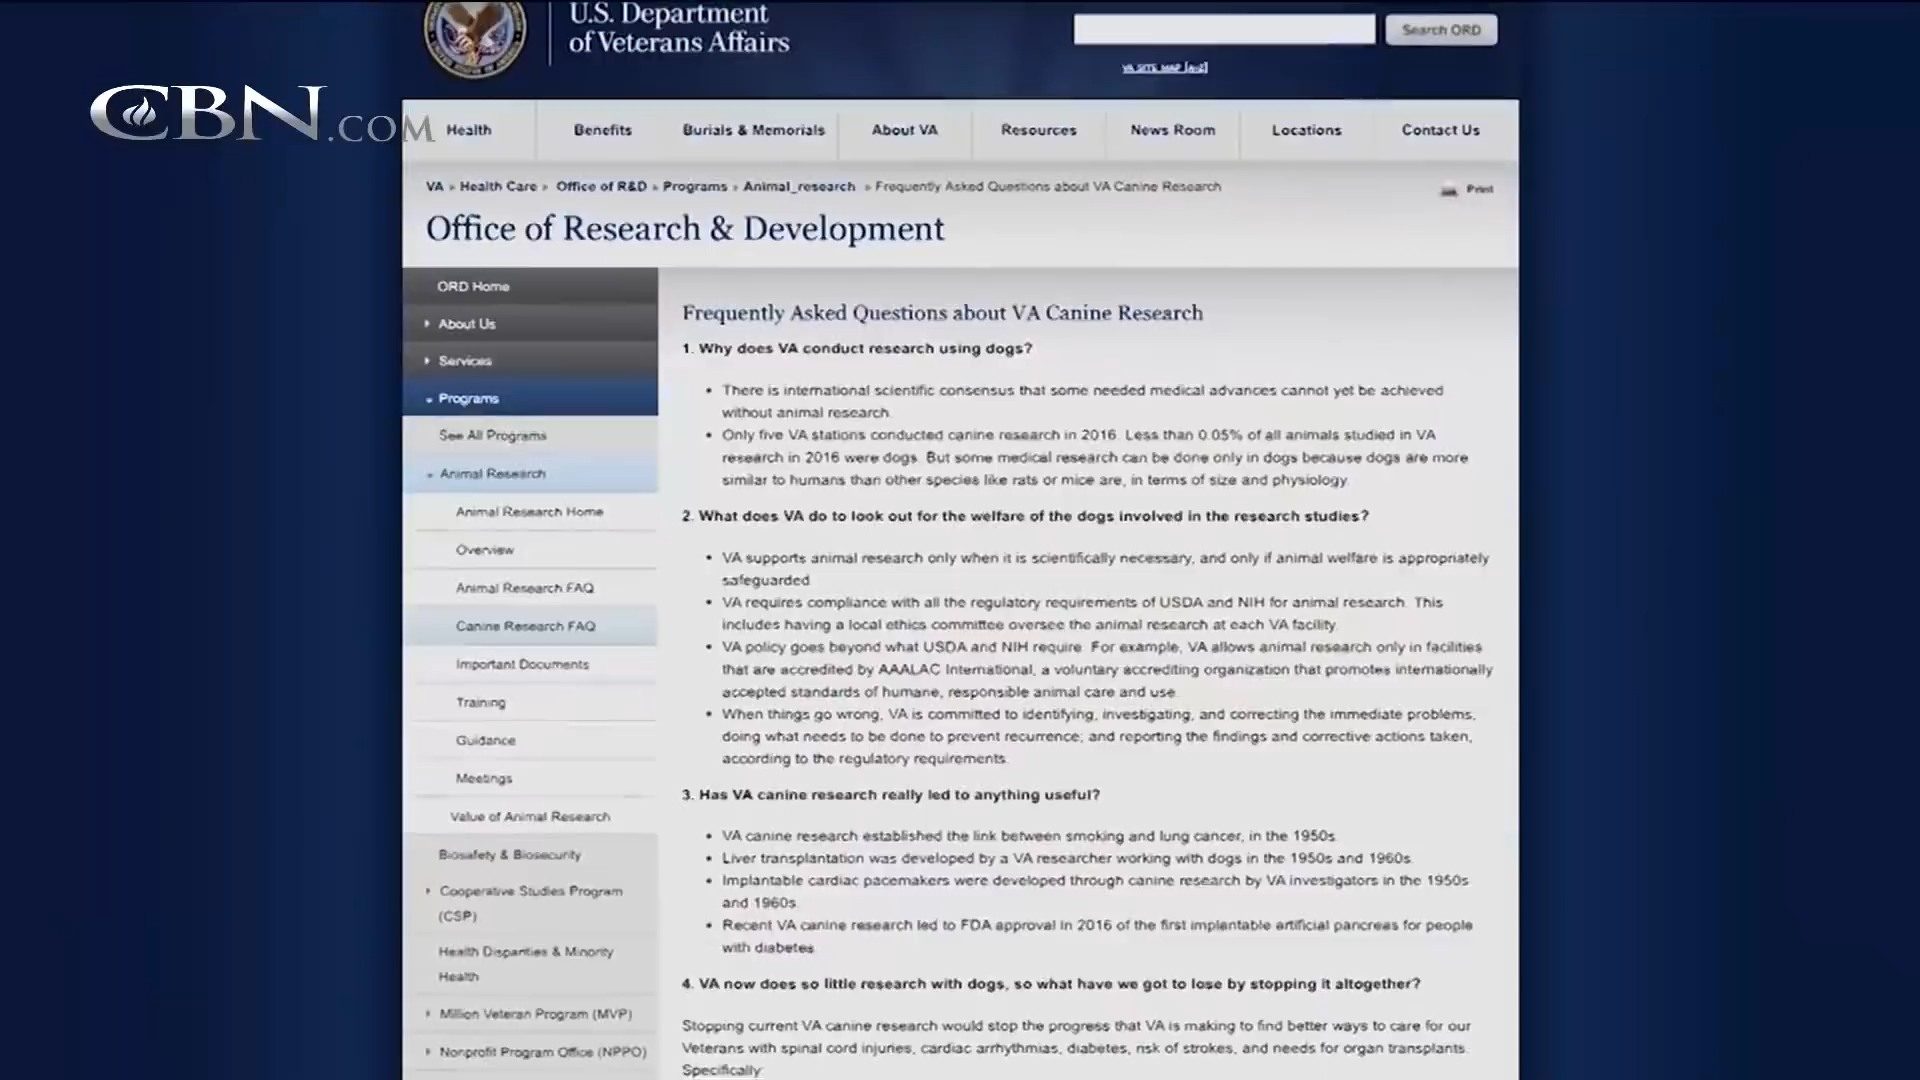 U.S. Department
of Veterans Affairs
Search ORD
VA SITE MAP [A-Z]
CBN.COM
Health
Benefits
Burials & Memorials
About VA
Resources
News Room
Locations
Contact Us
VA » Health Care » Office of R&D » Programs » Animal_research » Frequently Asked Questions about VA Canine Research
Print
Office of Research & Development
ORD Home
About Us
Services
Programs
See All Programs
Animal Research
Animal Research Home
Overview
Animal Research FAQ
Canine Research FAQ
Important Documents
Training
Guidance
Meetings
Value of Animal Research
Biosafety & Biosecurity
Cooperative Studies Program
(CSP)
Health Disparities & Minority
Health
Million Veteran Program (MVP)
Nonprofit Program Office (NPPO)
Frequently Asked Questions about VA Canine Research
1. Why does VA conduct research using dogs?
• There is international scientific consensus that some needed medical advances cannot yet be achieved
without animal research.
• Only five VA stations conducted canine research in 2016. Less than 0.05% of all animals studied in VA
research in 2016 were dogs. But some medical research can be done only in dogs because dogs are more
similar to humans than other species like rats or mice are, in terms of size and physiology.
2. What does VA do to look out for the welfare of the dogs involved in the research studies?
• VA supports animal research only when it is scientifically necessary, and only if animal welfare is appropriately
safeguarded.
• VA requires compliance with all the regulatory requirements of USDA and NIH for animal research. This
includes having a local ethics committee oversee the animal research at each VA facility.
• VA policy goes beyond what USDA and NIH require. For example, VA allows animal research only in facilities
that are accredited by AAALAC International, a voluntary accrediting organization that promotes internationally
accepted standards of humane, responsible animal care and use.
• When things go wrong, VA is committed to identifying, investigating, and correcting the immediate problems,
doing what needs to be done to prevent recurrence; and reporting the findings and corrective actions taken,
according to the regulatory requirements.
3. Has VA canine research really led to anything useful?
• VA canine research established the link between smoking and lung cancer, in the 1950s.
• Liver transplantation was developed by a VA researcher working with dogs in the 1950s and 1960s.
• Implantable cardiac pacemakers were developed through canine research by VA investigators in the 1950s
and 1960s.
• Recent VA canine research led to FDA approval in 2016 of the first implantable artificial pancreas for people
with diabetes.
4. VA now does so little research with dogs, so what have we got to lose by stopping it altogether?
Stopping current VA canine research would stop the progress that VA is making to find better ways to care for our
Veterans with spinal cord injuries, cardiac arrhythmias, diabetes, risk of strokes, and needs for organ transplants.
Specifically